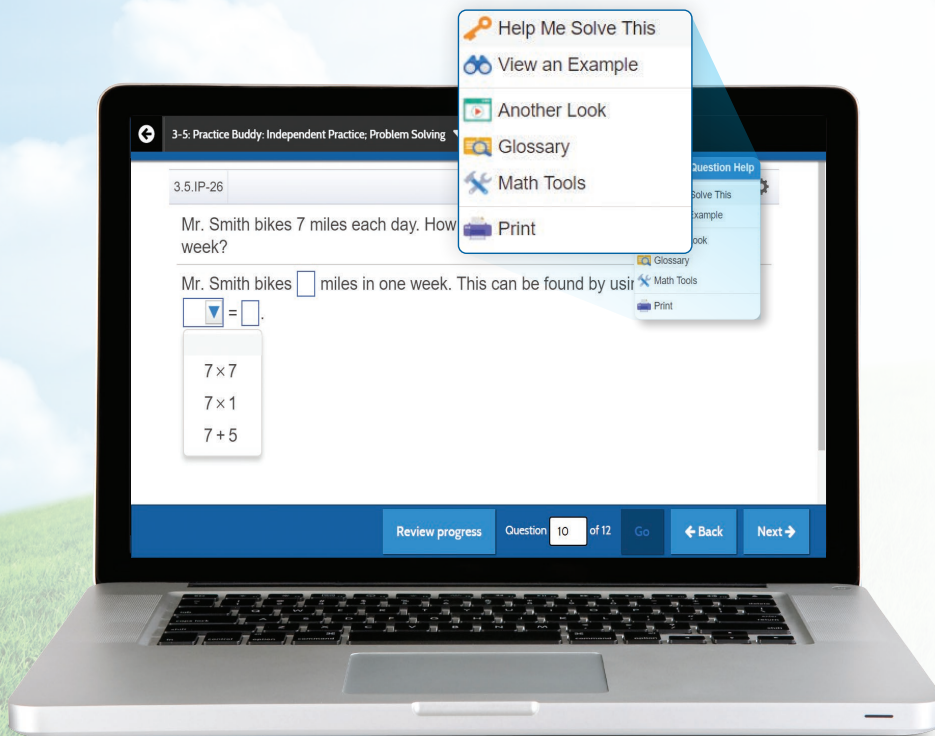 Help Me Solve This
View an Example
Another Look
Glossary
Math Tools
Print
3-5: Practice Buddy: Independent Practice; Problem Solving
Question Help
Solve This
Glossary
Math Tools
Print
3.5.IP-26
Mr. Smith bikes 7 miles each day. How
week?
Mr. Smith bikes miles in one week. This can be found by
= .
7 × 7
7 × 1
7 + 5
Review progress Question 10 of 12 Go Back Next